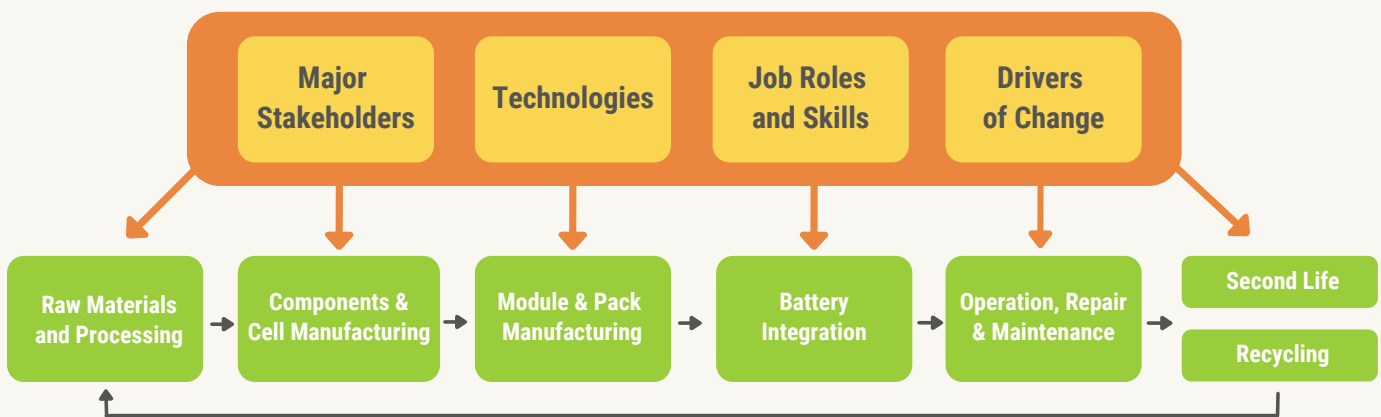 Major
Stakeholders
Technologies
Job Roles
and Skills
Drivers
of Change
Raw Materials
and Processing
Components &
Cell Manufacturing
Module & Pack
Manufacturing
Battery
Integration
Operation, Repair
& Maintenance
Second Life
Recycling